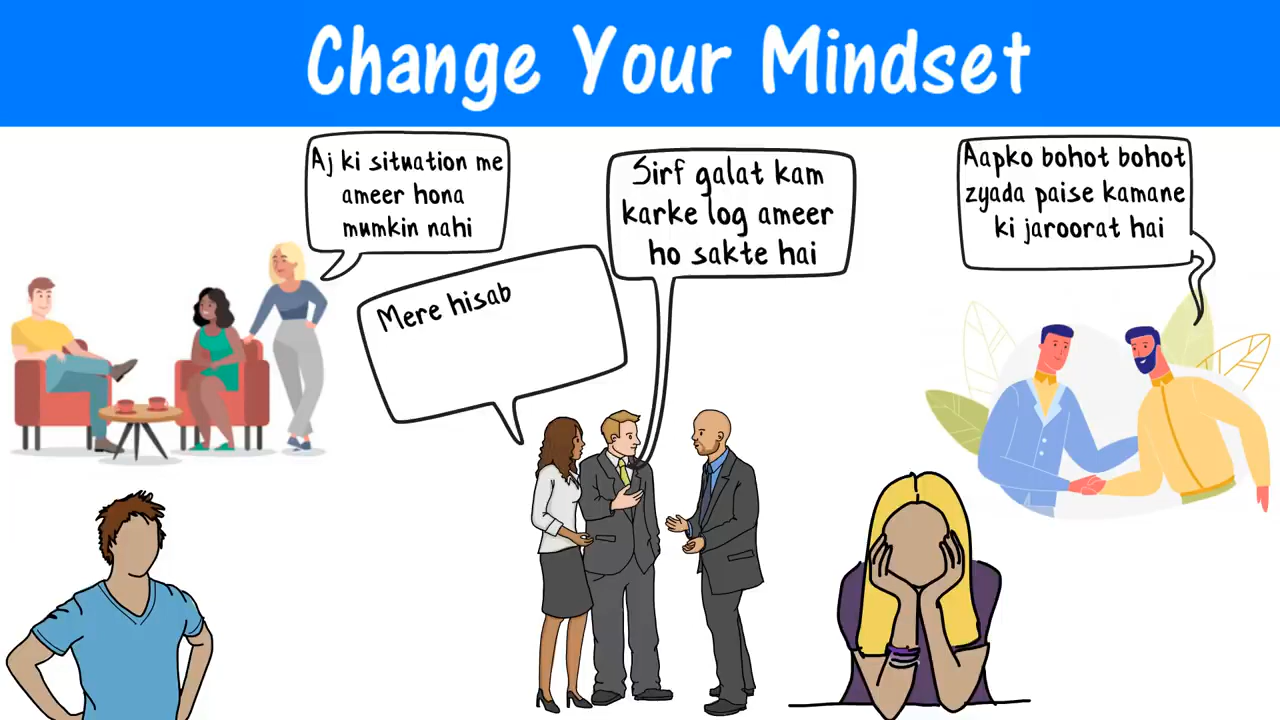 Change Your Mindset
Aj ki situation me
ameer hona
mumkin nahi
Mere hisab
Sirf galat kam
karke log ameer
ho sakte hai
Aapko bohot bohot
zyada paise kamane
ki jaroorat hai